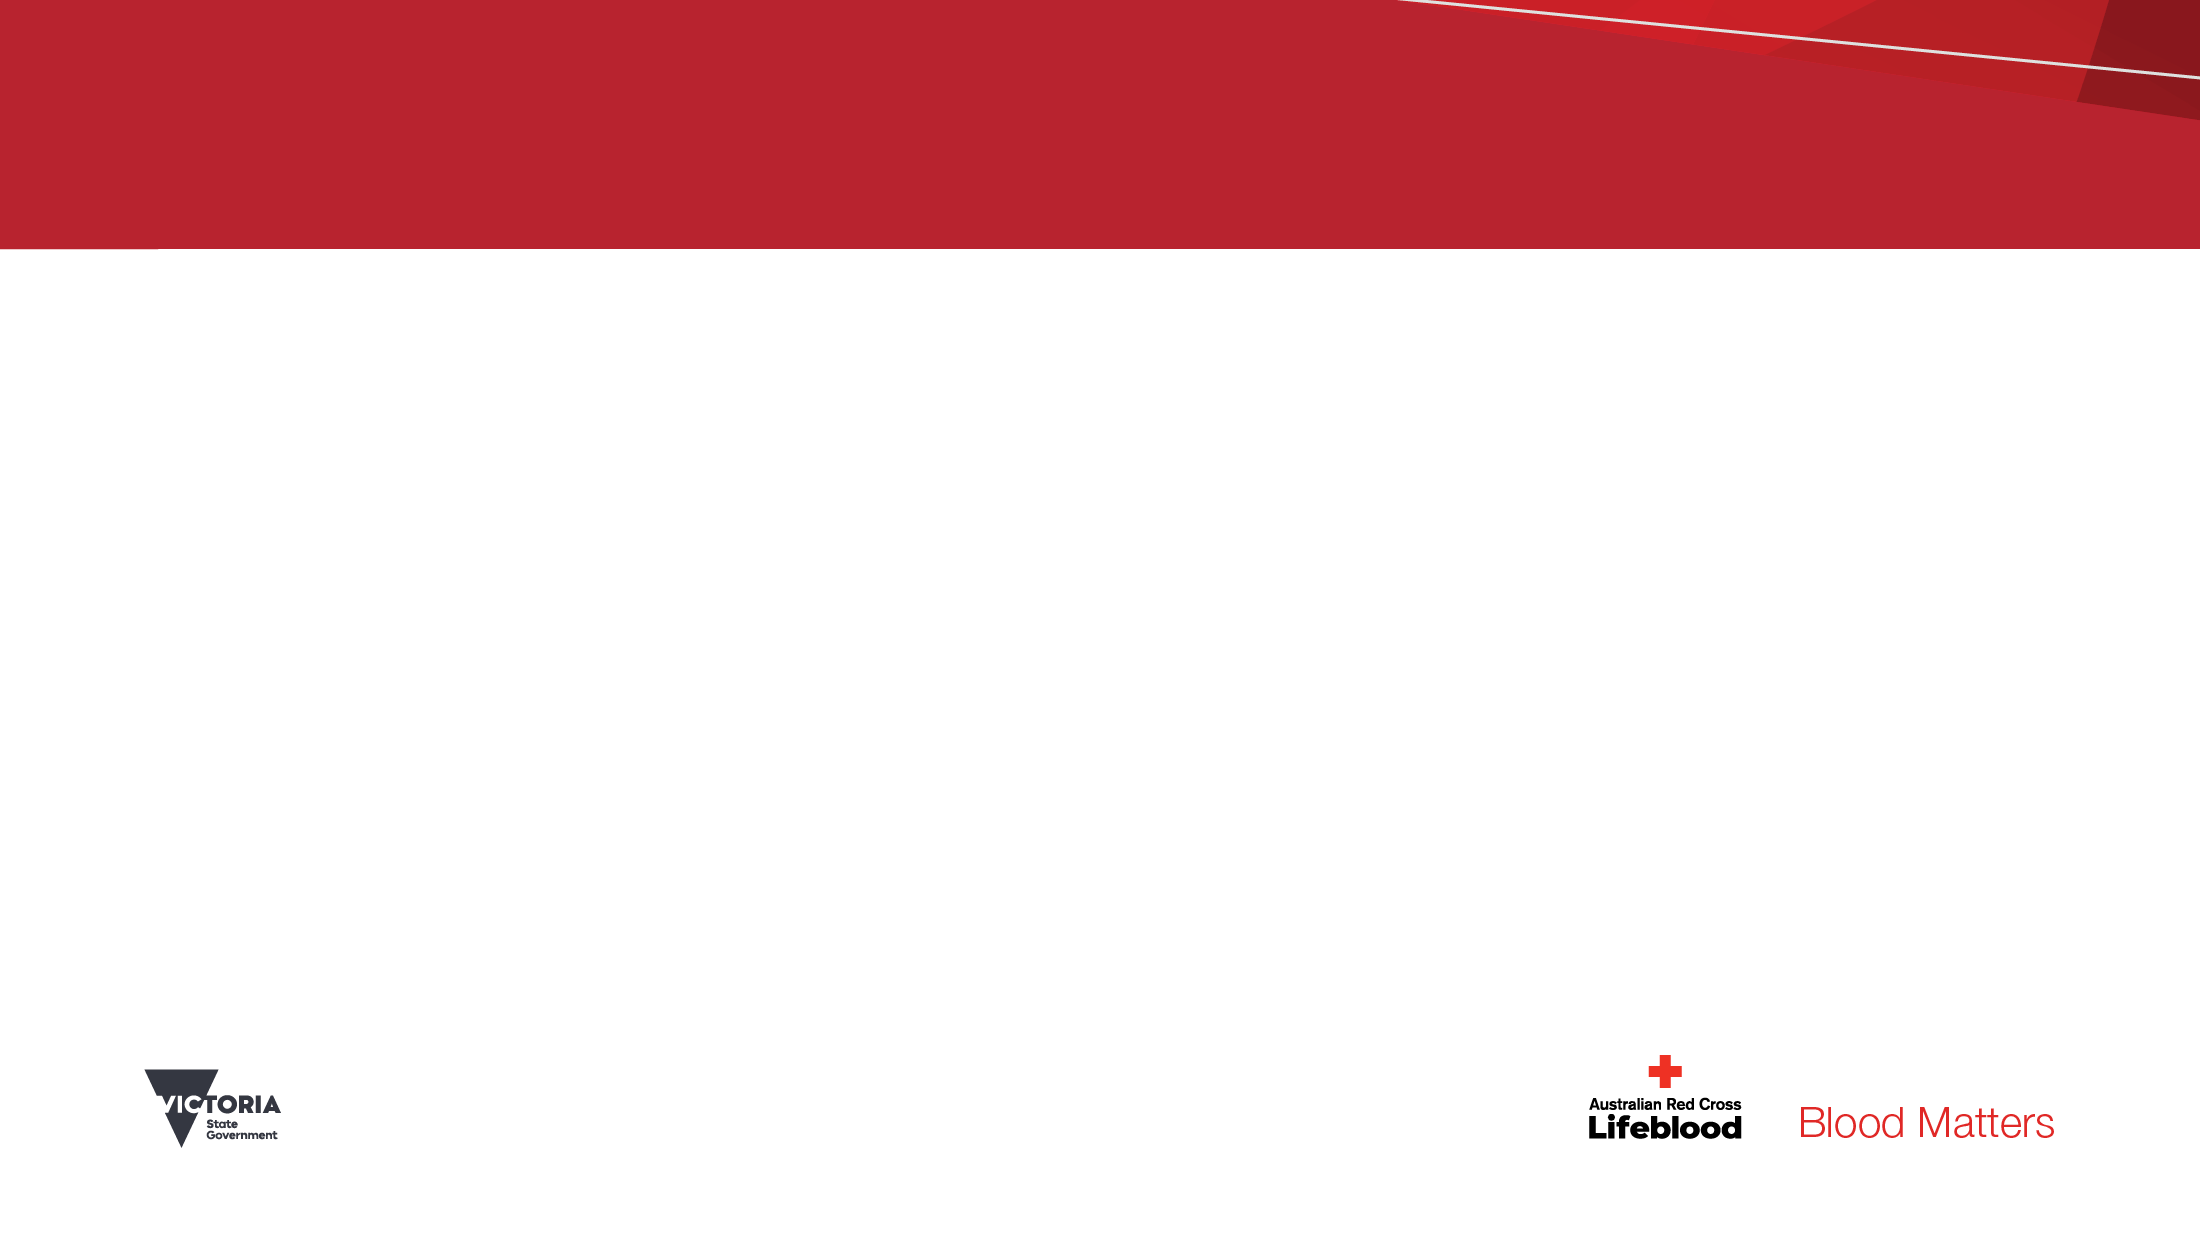 VICTORIA
State
Government
Australian Red Cross
Lifeblood
Blood Matters